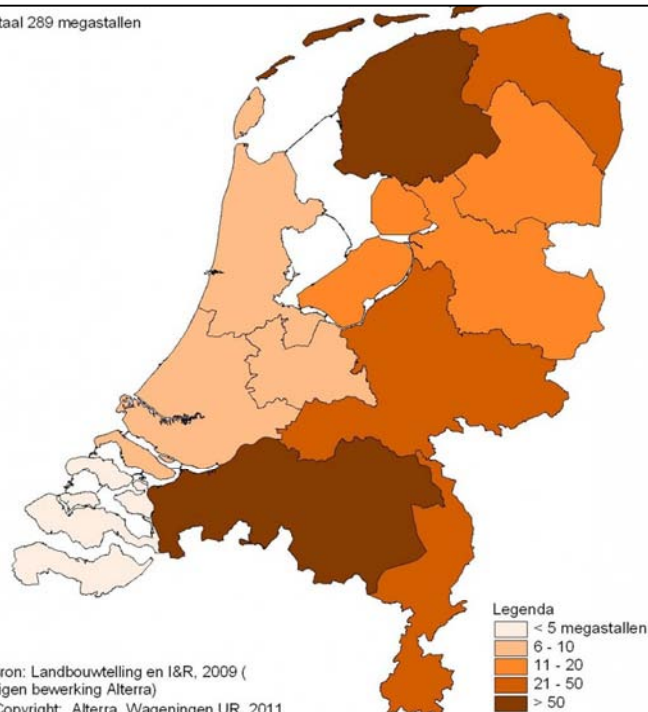 taal 289 megastallen
Legenda
< 5 megastallen
6 - 10
11 - 20
21 - 50
> 50
ron: Landbouwtelling en I&R, 2009 (
igen bewerking Alterra)
Copyright: Alterra, Wageningen UR, 2011